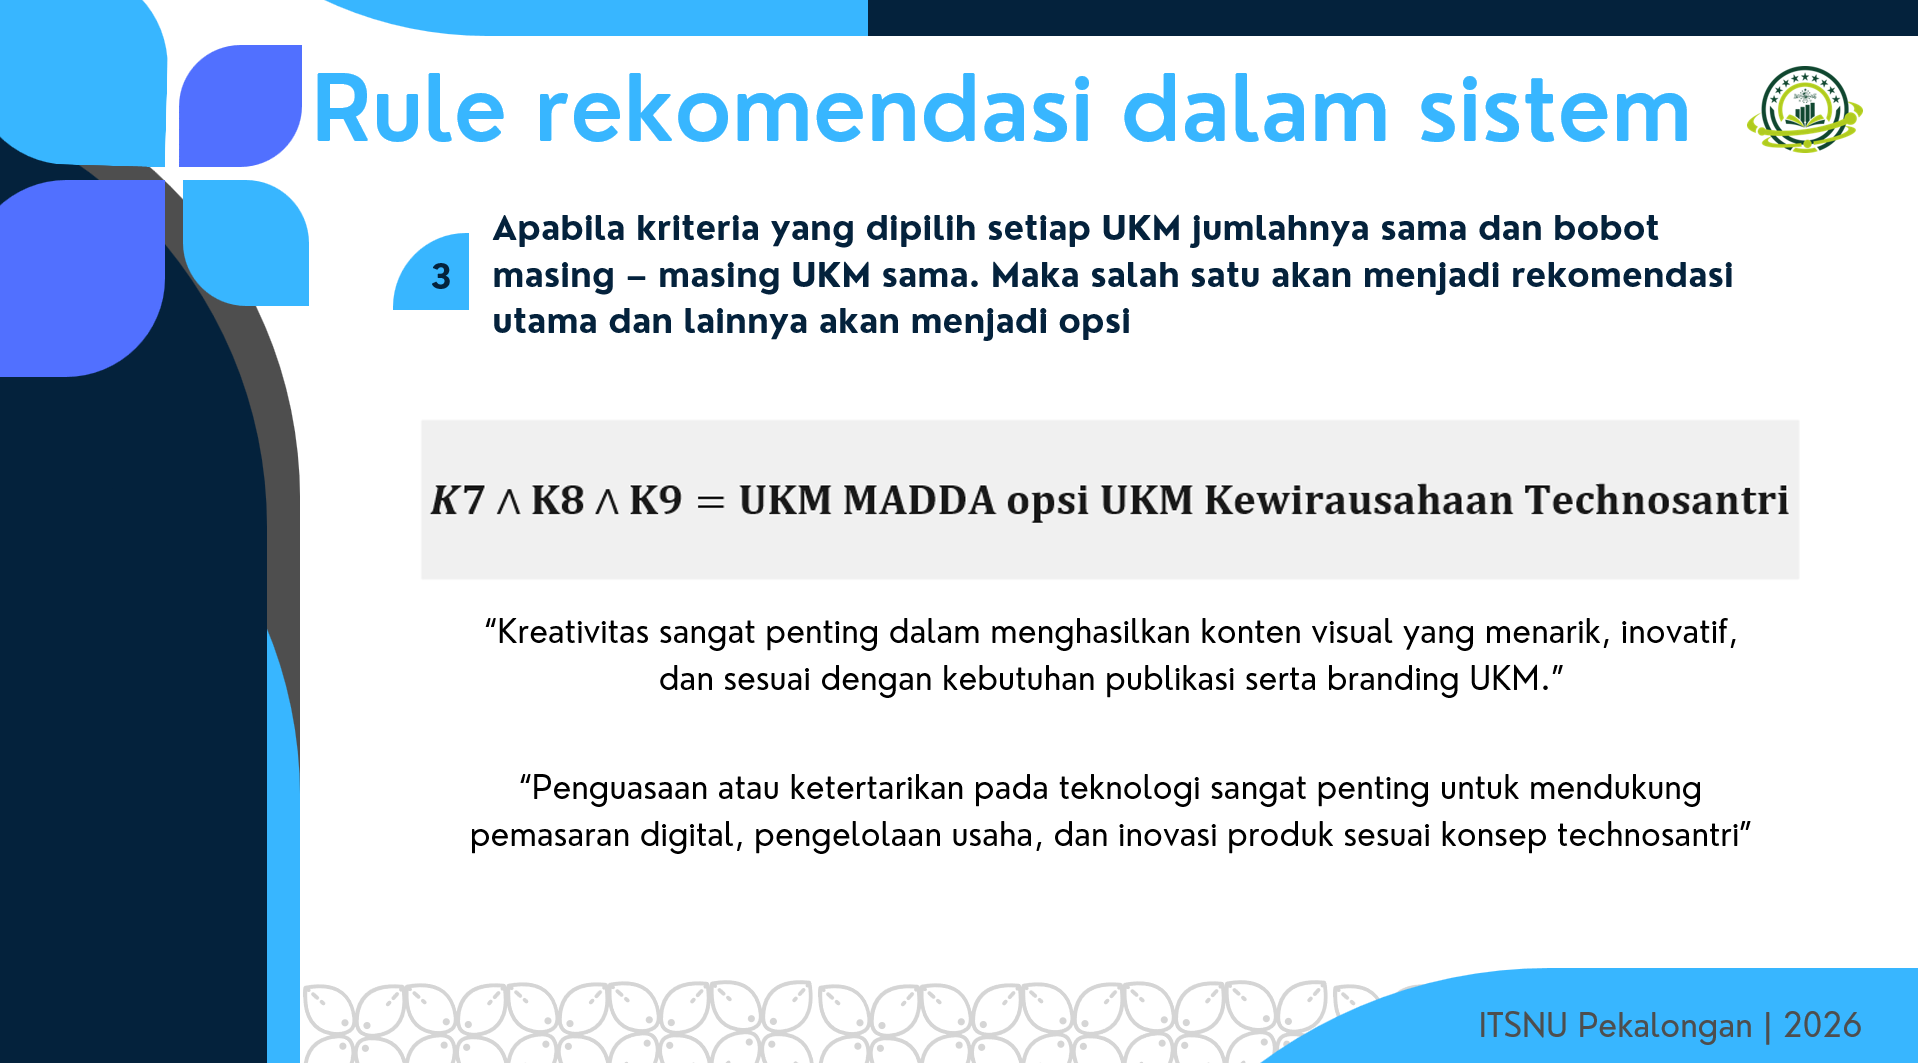 Rule rekomendasi dalam sistem
3
Apabila kriteria yang dipilih setiap UKM jumlahnya sama dan bobot
masing – masing UKM sama. Maka salah satu akan menjadi rekomendasi
utama dan lainnya akan menjadi opsi
K7 ∧ K8 ∧ K9 = UKM MADDA opsi UKM Kewirausahaan Technosantri
“Kreativitas sangat penting dalam menghasilkan konten visual yang menarik, inovatif,
dan sesuai dengan kebutuhan publikasi serta branding UKM.”
“Penguasaan atau ketertarikan pada teknologi sangat penting untuk mendukung
pemasaran digital, pengelolaan usaha, dan inovasi produk sesuai konsep technosantri”
ITSNU Pekalongan | 2026